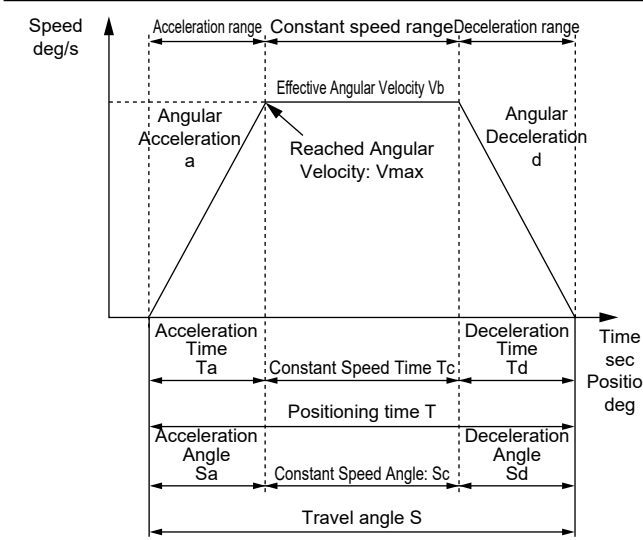 Speed
deg/s
Acceleration range
Constant speed range
Deceleration range
Effective Angular Velocity Vb
Angular
Acceleration
a
Reached Angular
Velocity: Vmax
Angular
Deceleration
d
Acceleration
Time
Ta
Constant Speed Time Tc
Deceleration
Time
Td
Time
sec
Positio
deg
Positioning time T
Acceleration
Angle
Sa
Constant Speed Angle: Sc
Deceleration
Angle
Sd
Travel angle S